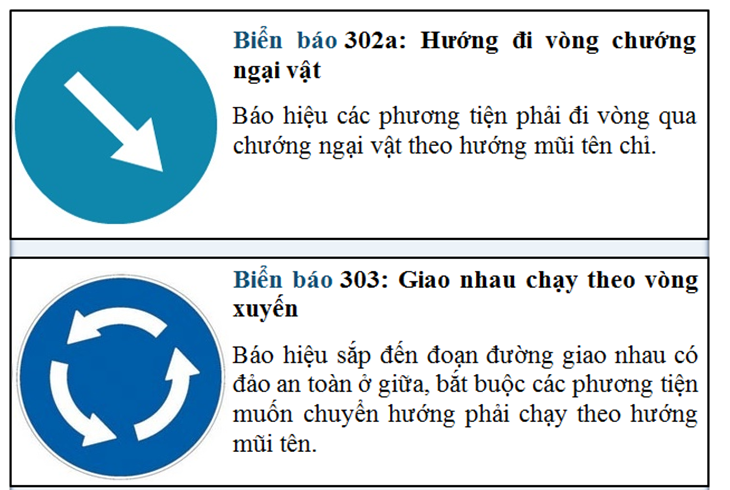 Biển báo 302a: Hướng đi vòng chướng
ngại vật
Báo hiệu các phương tiện phải đi vòng qua
chướng ngại vật theo hướng mũi tên chỉ.
Biển báo 303: Giao nhau chạy theo vòng
xuyến
Báo hiệu sắp đến đoạn đường giao nhau có
đảo an toàn ở giữa, bắt buộc các phương tiện
muốn chuyển hướng phải chạy theo hướng
mũi tên.